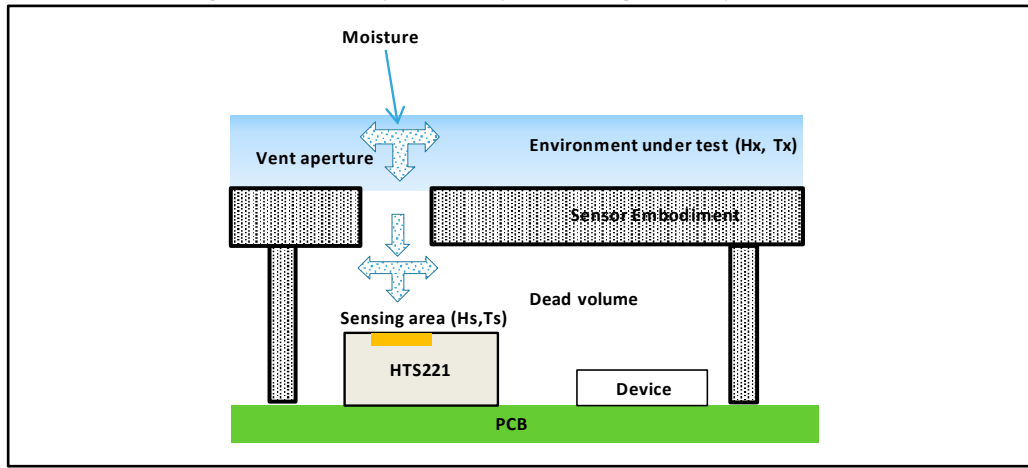 Moisture
Environment under test (Hx, Tx)
Vent aperture
Sensor Embodiment
Dead volume
Sensing area (Hs,Ts)
HTS221
Device
PCB